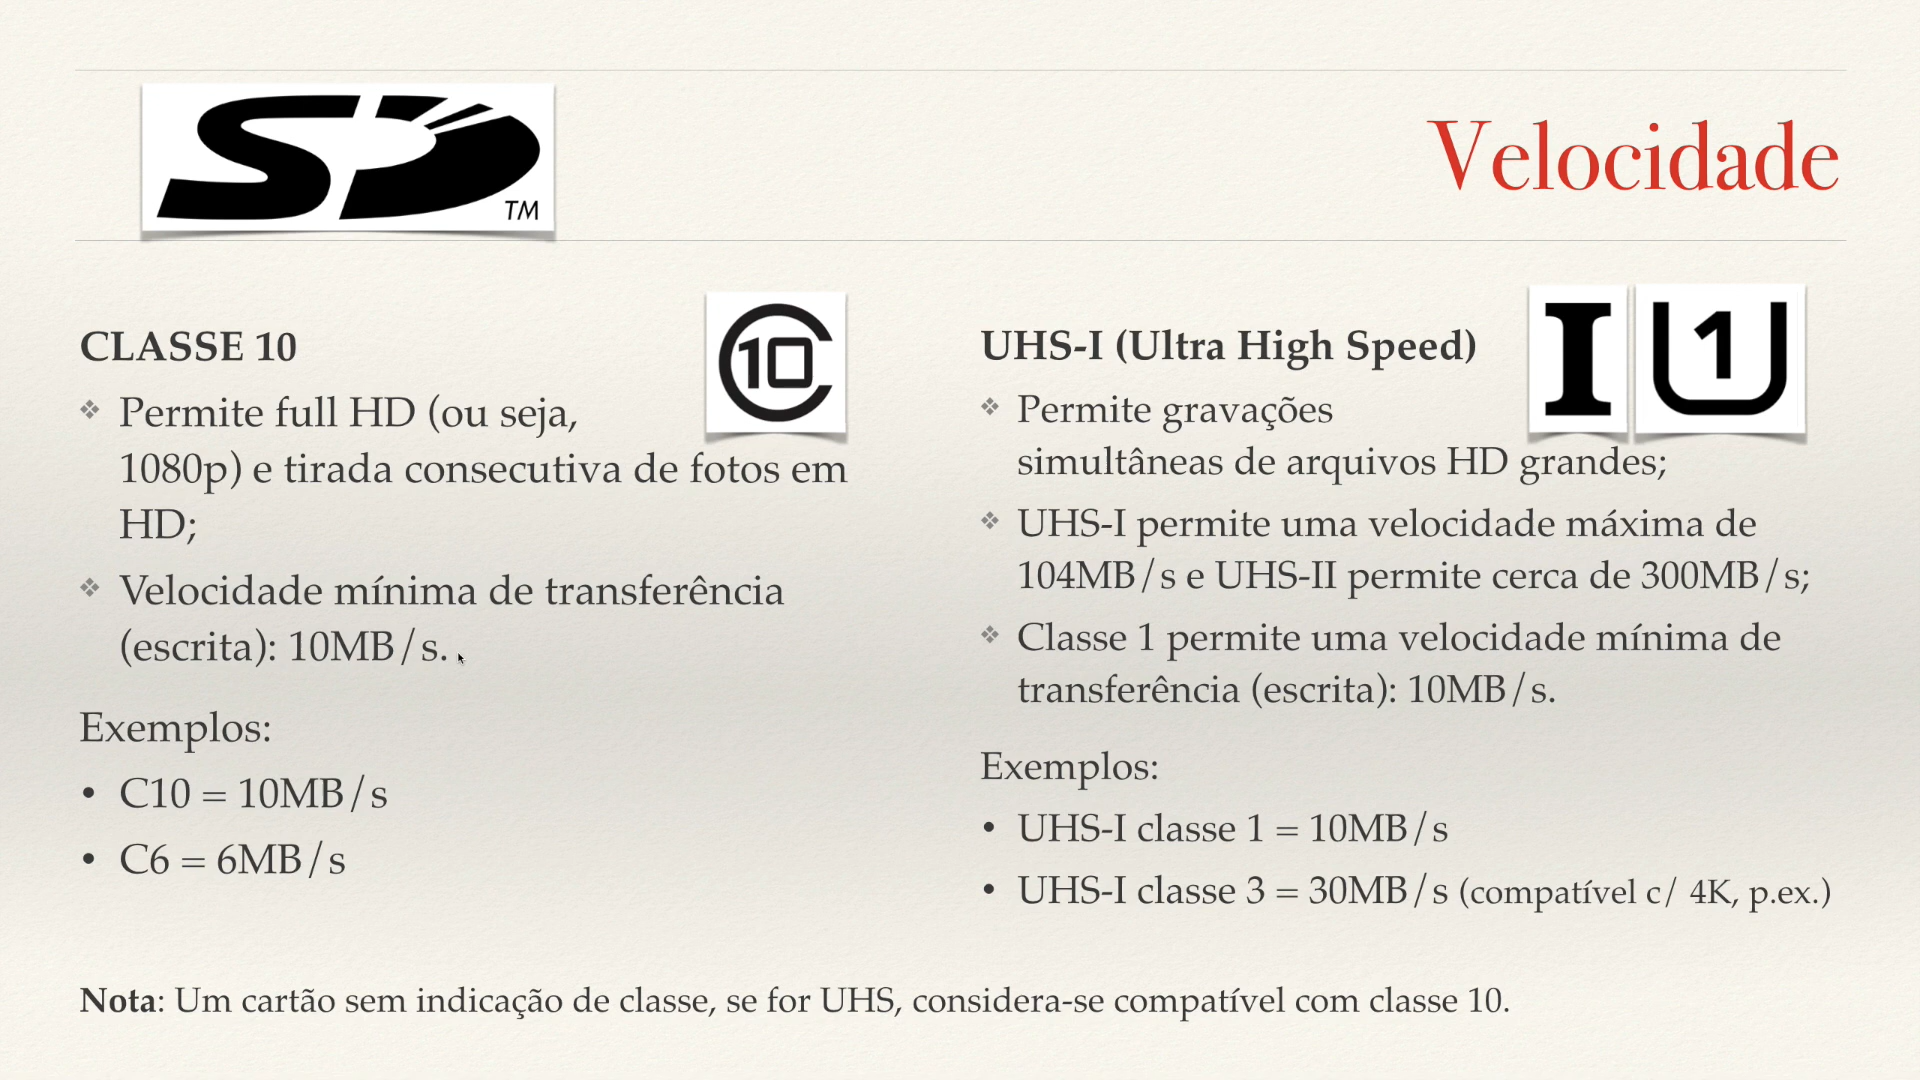 SD
TM
Velocidade
CLASSE 10
10
❖ Permite full HD (ou seja,
1080p) e tirada consecutiva de fotos em
HD;
❖ Velocidade mínima de transferência
(escrita): 10MB/s.
Exemplos:
• C10 = 10MB/s
• C6 = 6MB/s
UHS-I (Ultra High Speed)
I
1
❖ Permite gravações
simultâneas de arquivos HD grandes;
❖ UHS-I permite uma velocidade máxima de
104MB/s e UHS-II permite cerca de 300MB/s;
❖ Classe 1 permite uma velocidade mínima de
transferência (escrita): 10MB/s.
Exemplos:
• UHS-I classe 1 = 10MB/s
• UHS-I classe 3 = 30MB/s (compatível c/ 4K, p.ex.)
Nota: Um cartão sem indicação de classe, se for UHS, considera-se compatível com classe 10.